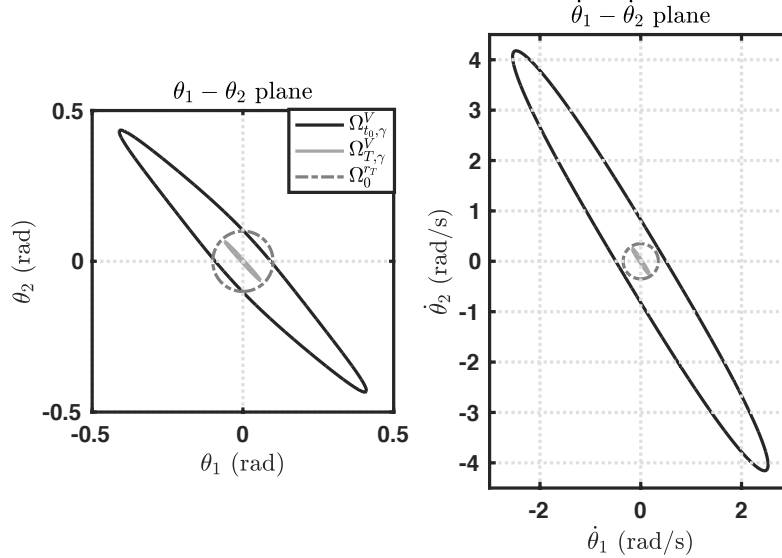 θ₁ − θ₂ plane
0.5
0
-0.5
θ₂ (rad)
Ω^V_{t₀,γ}
Ω^V_{T,γ}
Ω^{r_T}_0
-0.5
0
0.5
θ₁ (rad)
θ̇₁ − θ̇₂ plane
4
3
2
1
0
-1
-2
-3
-4
θ̇₂ (rad/s)
-2
0
2
θ̇₁ (rad/s)